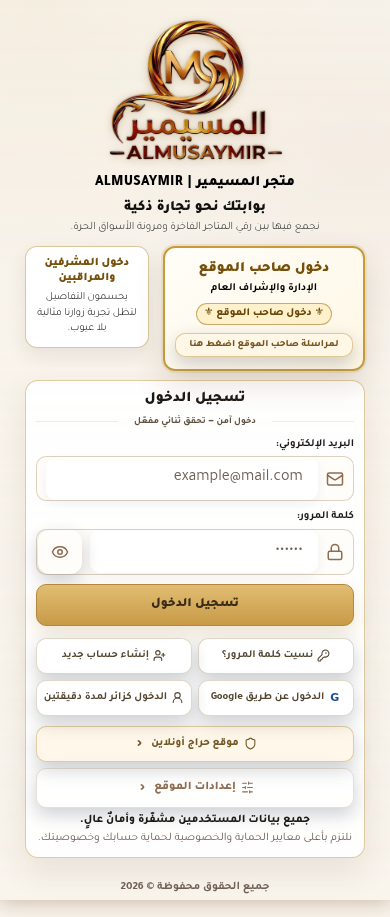 MS
المسيمير
ALMUSAYMIR
متجر المسيمير | ALMUSAYMIR
بوابتك نحو تجارة ذكية
نجمع فيها بين رقي المتاجر الفاخرة ومرونة الأسواق الحرة.
دخول صاحب الموقع
الإدارة والإشراف العام
⚜ دخول صاحب الموقع ⚜
لمراسلة صاحب الموقع اضغط هنا
دخول المشرفين
والمراقبين
يحسمون التفاصيل
لتظل تجربة زوارنا مثالية
بلا عيوب.
تسجيل الدخول
دخول آمن – تحقق ثنائي مفعّل
البريد الإلكتروني:
example@mail.com
كلمة المرور:
••••••
تسجيل الدخول
نسيت كلمة المرور؟
إنشاء حساب جديد
G الدخول عن طريق Google
الدخول كزائر لمدة دقيقتين
موقع حراج أونلاين ‹
إعدادات الموقع ‹
جميع بيانات المستخدمين مشفّرة وأمانٌ عالٍ.
نلتزم بأعلى معايير الحماية والخصوصية لحماية حسابك وخصوصيتك.
جميع الحقوق محفوظة © 2026